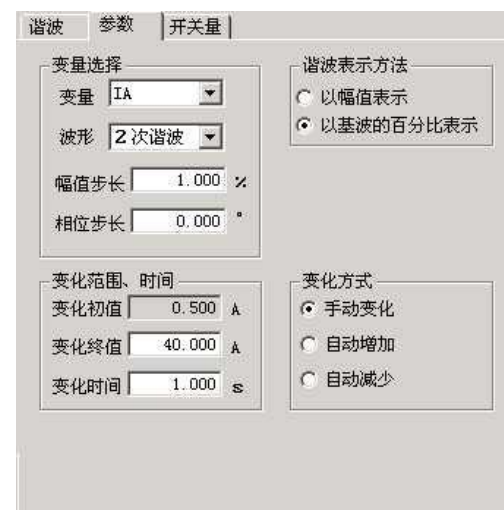 谐波 参数 开关量
变量选择
变量 IA
波形 2次谐波
幅值步长 1.000 %
相位步长 0.000 °
谐波表示方法
以幅值表示
以基波的百分比表示
变化范围、时间
变化初值 0.500 A
变化终值 40.000 A
变化时间 1.000 s
变化方式
手动变化
自动增加
自动减少